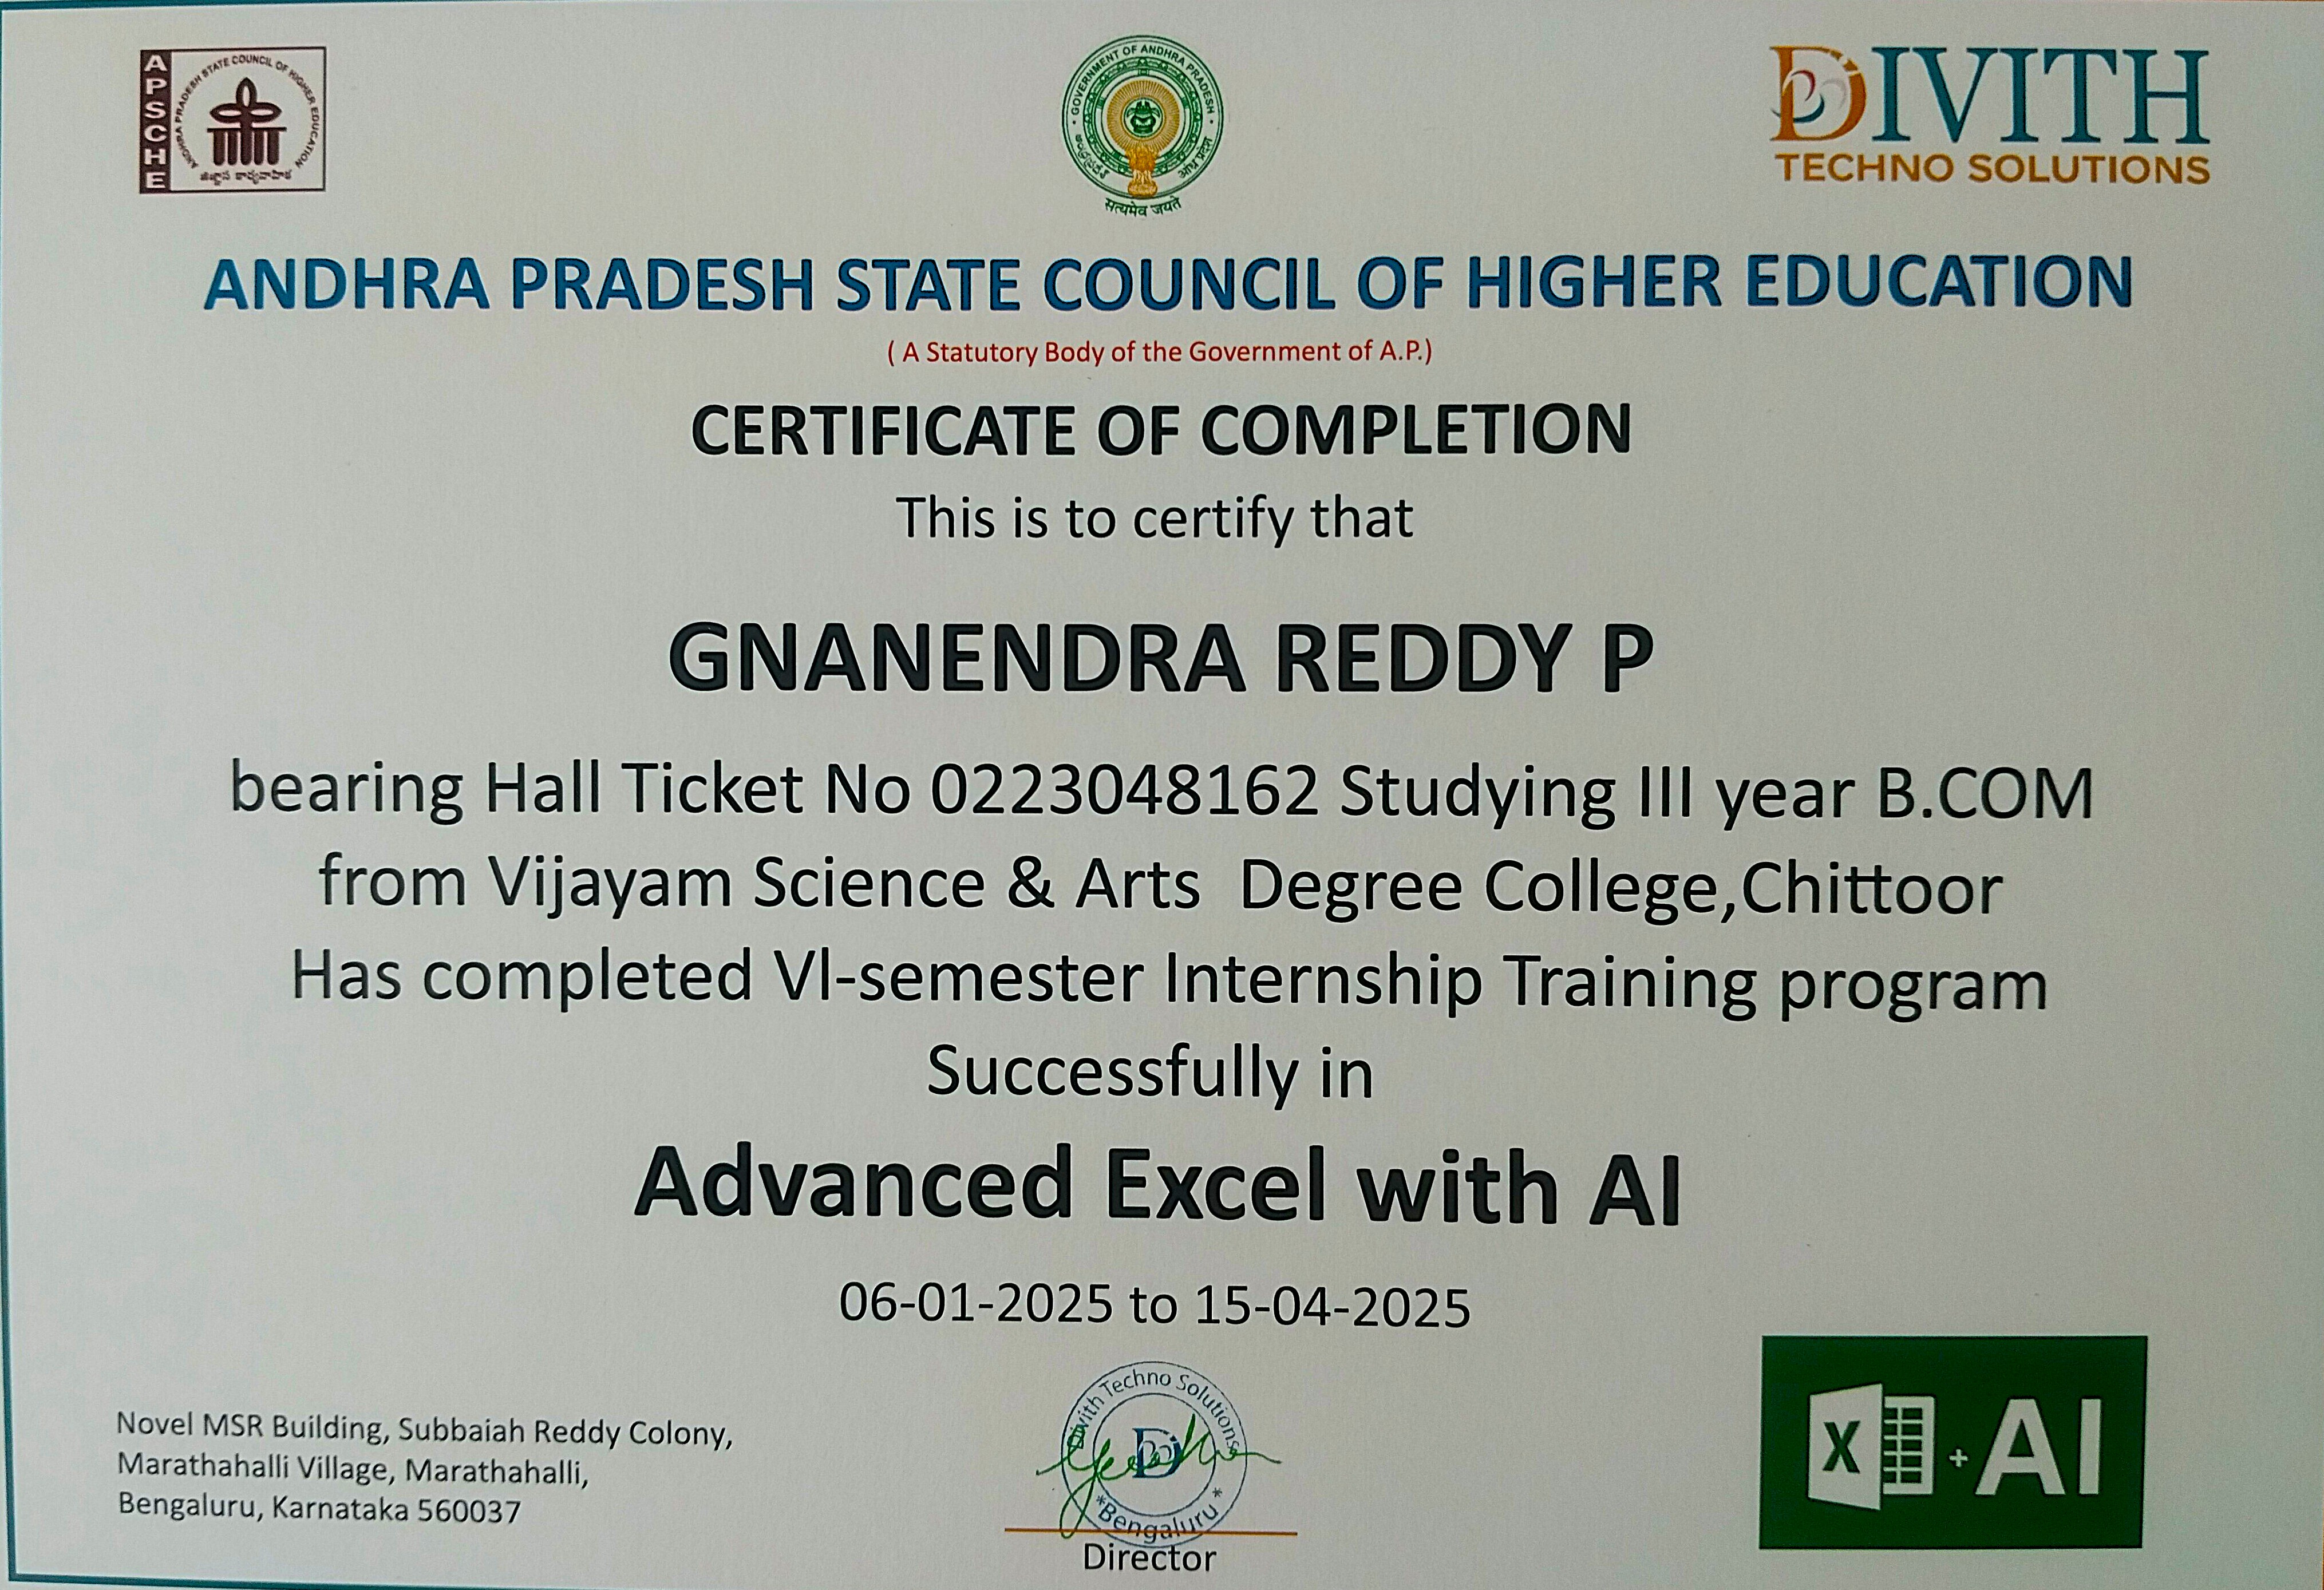 APSCHE
ANDHRA PRADESH STATE COUNCIL OF HIGHER EDUCATION
GOVERNMENT OF ANDHRA PRADESH
ఆంధ్రప్రదేశ్
आंध्र प्रदेश
सत्यमेव जयते
DIVITH
TECHNO SOLUTIONS
ANDHRA PRADESH STATE COUNCIL OF HIGHER EDUCATION
( A Statutory Body of the Government of A.P.)
CERTIFICATE OF COMPLETION
This is to certify that
GNANENDRA REDDY P
bearing Hall Ticket No 0223048162 Studying III year B.COM
from Vijayam Science & Arts Degree College,Chittoor
Has completed Vl-semester Internship Training program
Successfully in
Advanced Excel with AI
06-01-2025 to 15-04-2025
Novel MSR Building, Subbaiah Reddy Colony,
Marathahalli Village, Marathahalli,
Bengaluru, Karnataka 560037
Divith Techno Solutions
D
*Bengaluru*
Director
X + AI